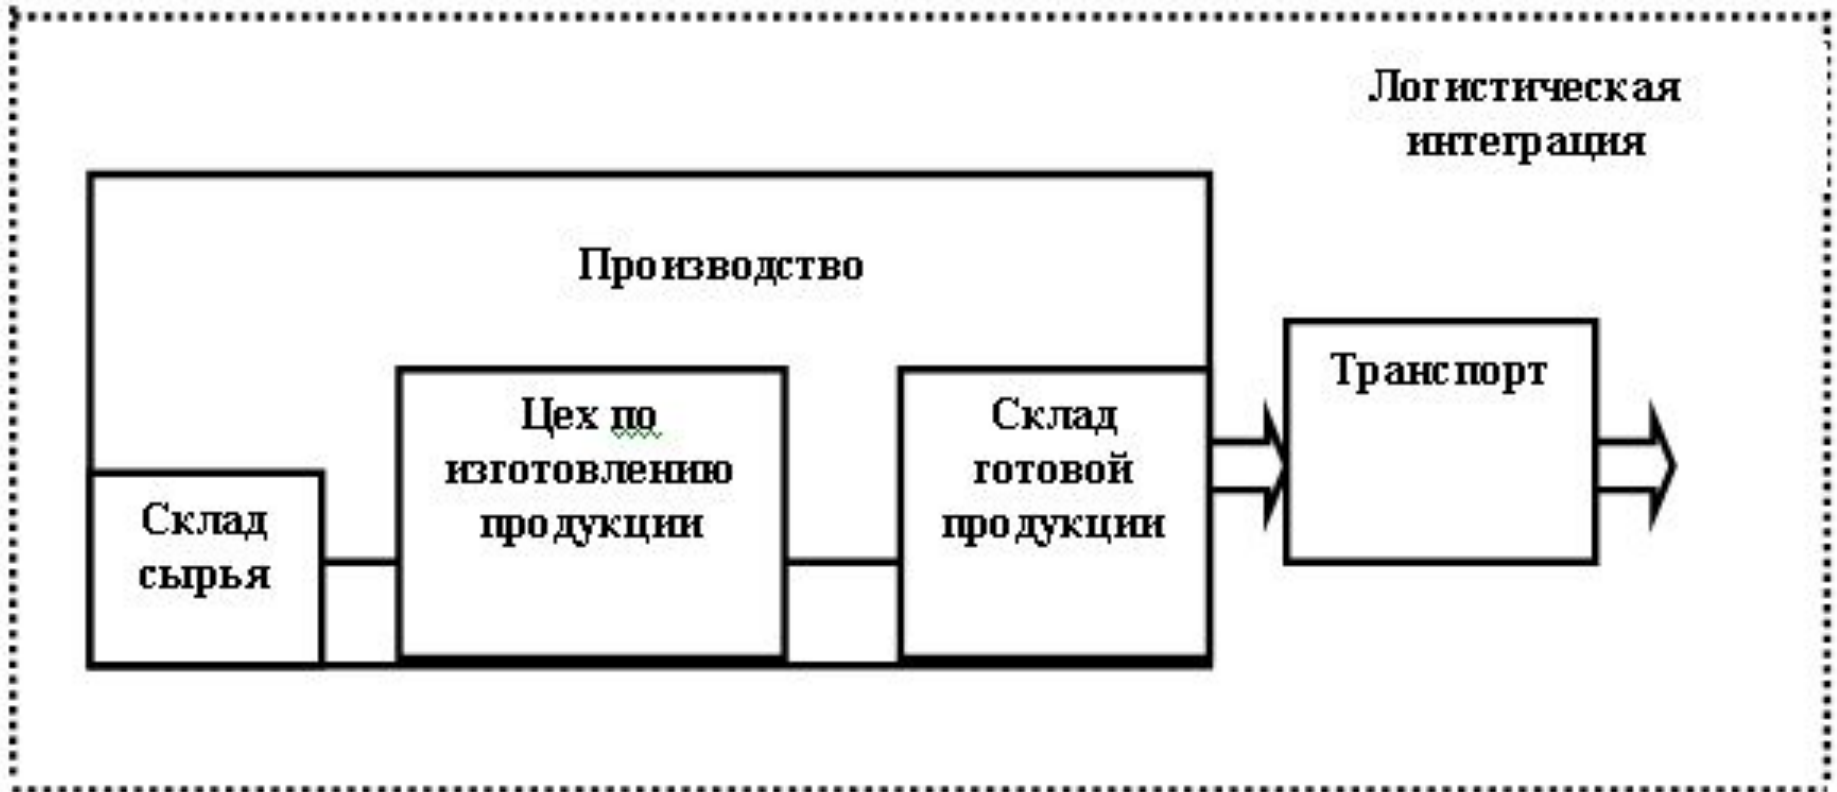 Логистическая
интеграция
Производство
Склад
сырья
Цех по
изготовлению
продукции
Склад
готовой
продукции
Транспорт